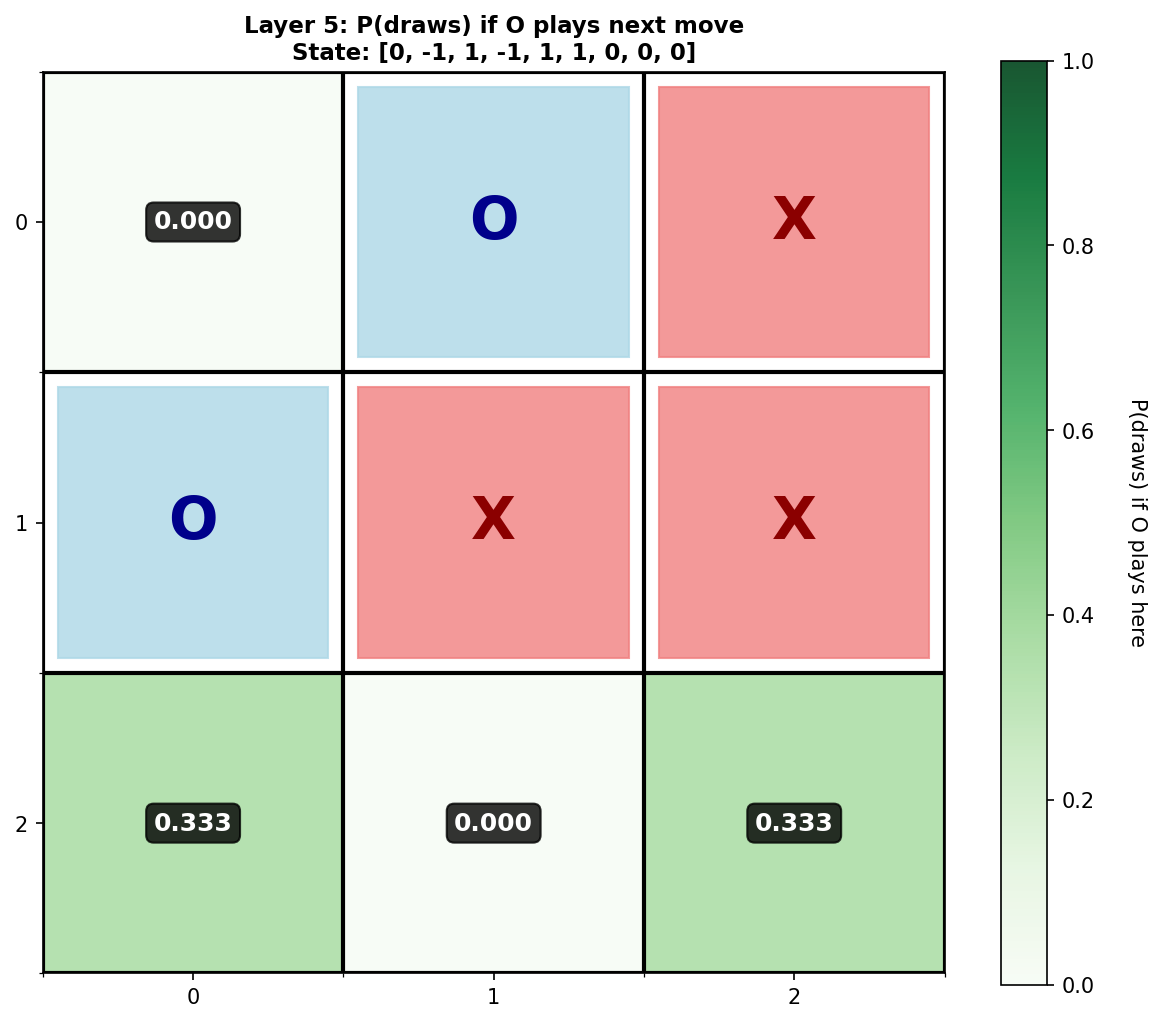 Layer 5: P(draws) if O plays next move
State: [0, -1, 1, -1, 1, 1, 0, 0, 0]
0
0.000
O
X
1
O
X
X
2
0.333
0.000
0.333
0
1
2
1.0
0.8
0.6
0.4
0.2
0.0
P(draws) if O plays here